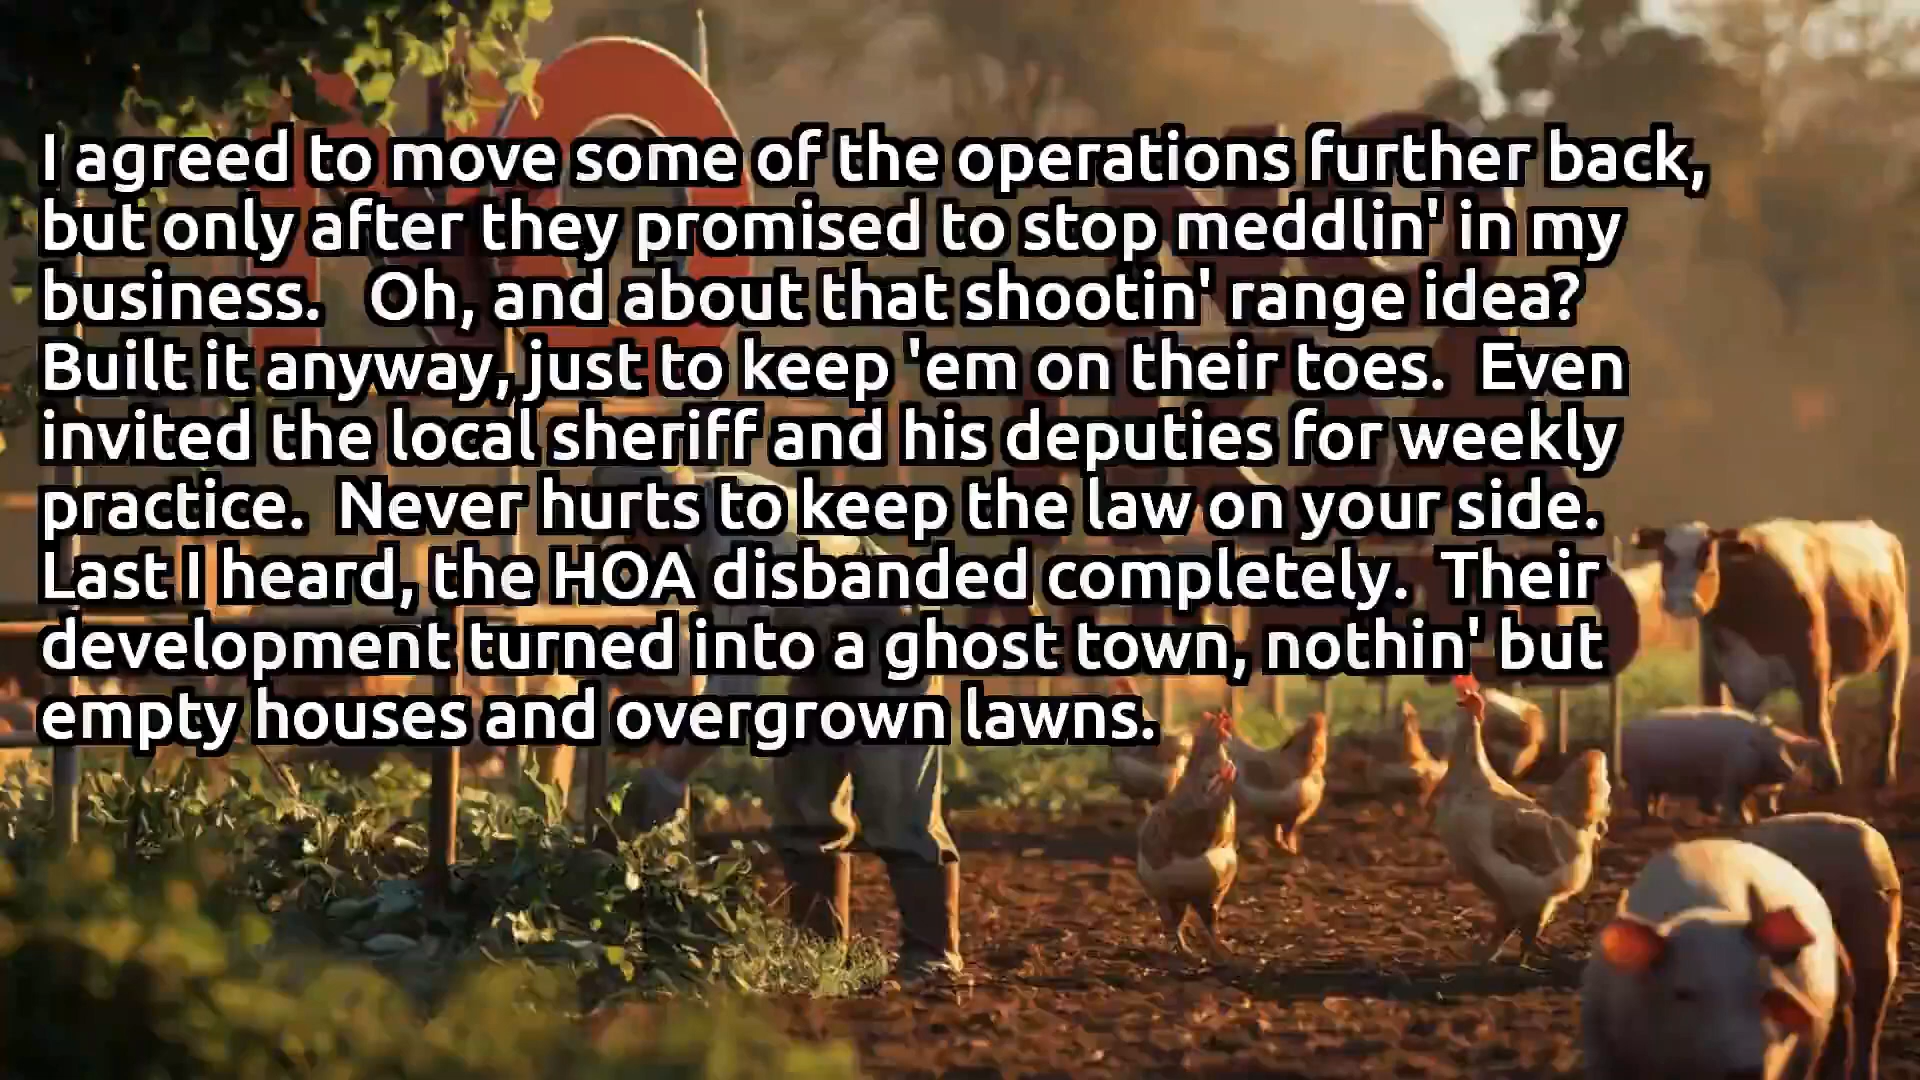 I agreed to move some of the operations further back,
but only after they promised to stop meddlin' in my
business.   Oh, and about that shootin' range idea?
Built it anyway, just to keep 'em on their toes.  Even
invited the local sheriff and his deputies for weekly
practice.  Never hurts to keep the law on your side.
Last I heard, the HOA disbanded completely.  Their
development turned into a ghost town, nothin' but
empty houses and overgrown lawns.